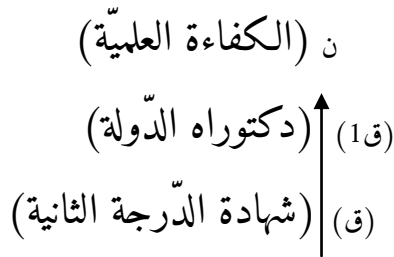 ن (الكفاءة العلميّة)
(ق1) (دكتوراه الدّولة)
(ق) (شهادة الدّرجة الثانية)